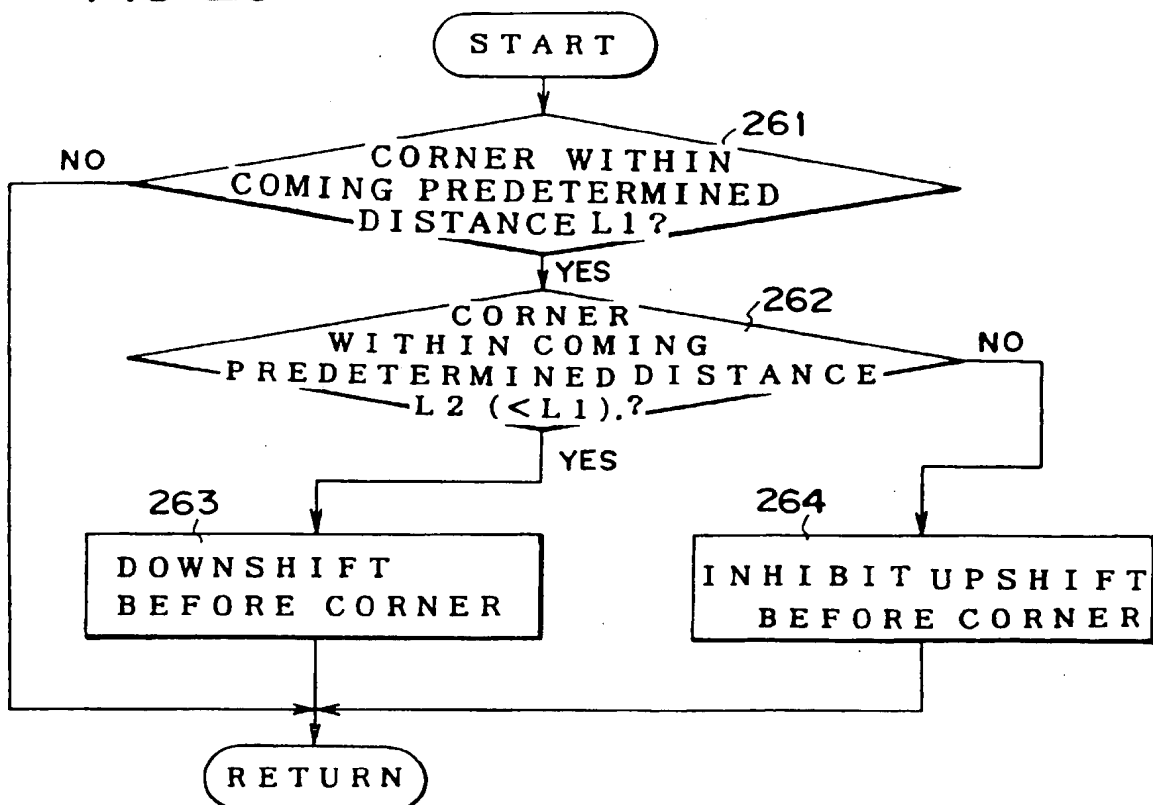 START
261
NO
CORNER WITHIN
COMING PREDETERMINED
DISTANCE L1?
YES
262
CORNER
WITHIN COMING
PREDETERMINED DISTANCE
L2 (<L1).?
NO
YES
263
DOWNSHIFT
BEFORE CORNER
264
INHIBIT UPSHIFT
BEFORE CORNER
RETURN